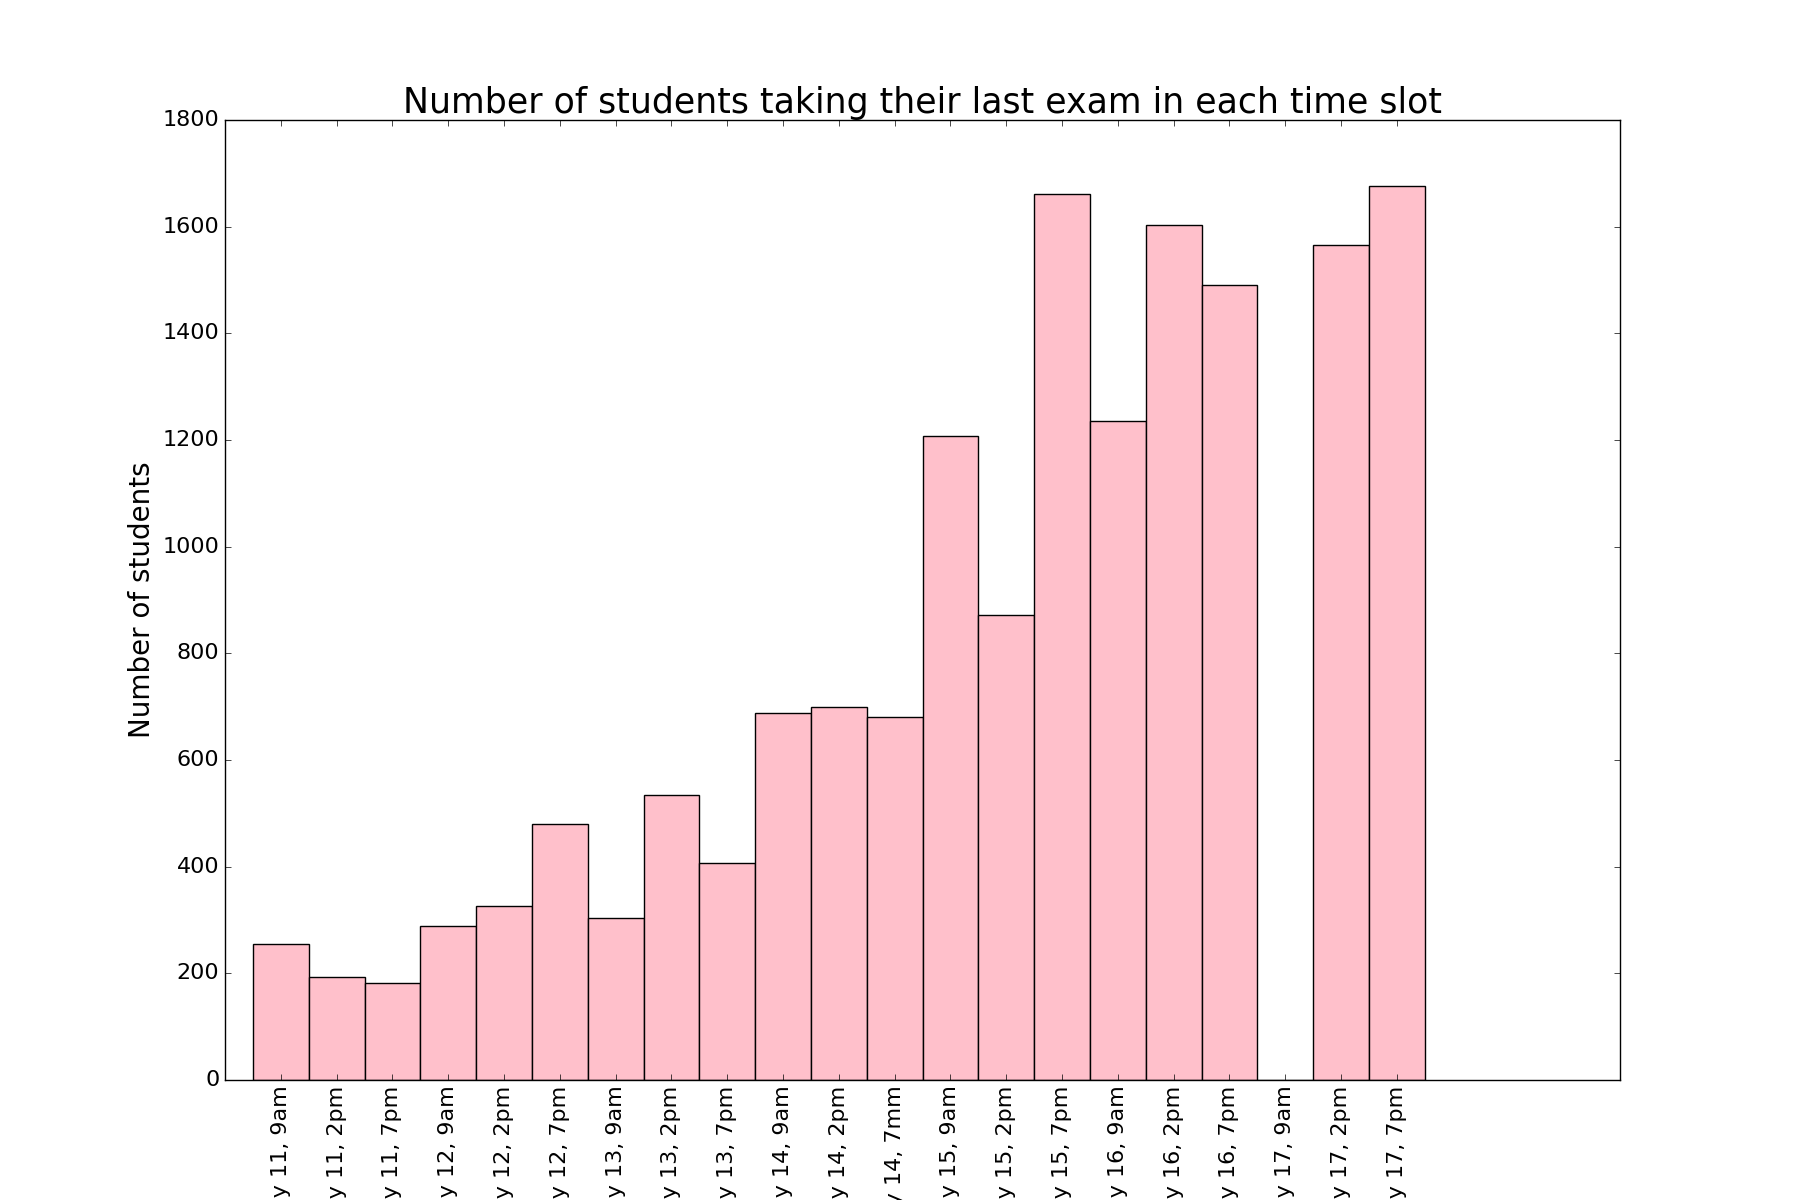 Number of students taking their last exam in each time slot
Number of students
1800
1600
1400
1200
1000
800
600
400
200
0
y 11, 9am
y 11, 2pm
y 11, 7pm
y 12, 9am
y 12, 2pm
y 12, 7pm
y 13, 9am
y 13, 2pm
y 13, 7pm
y 14, 9am
y 14, 2pm
y 14, 7mm
y 15, 9am
y 15, 2pm
y 15, 7pm
y 16, 9am
y 16, 2pm
y 16, 7pm
y 17, 9am
y 17, 2pm
y 17, 7pm